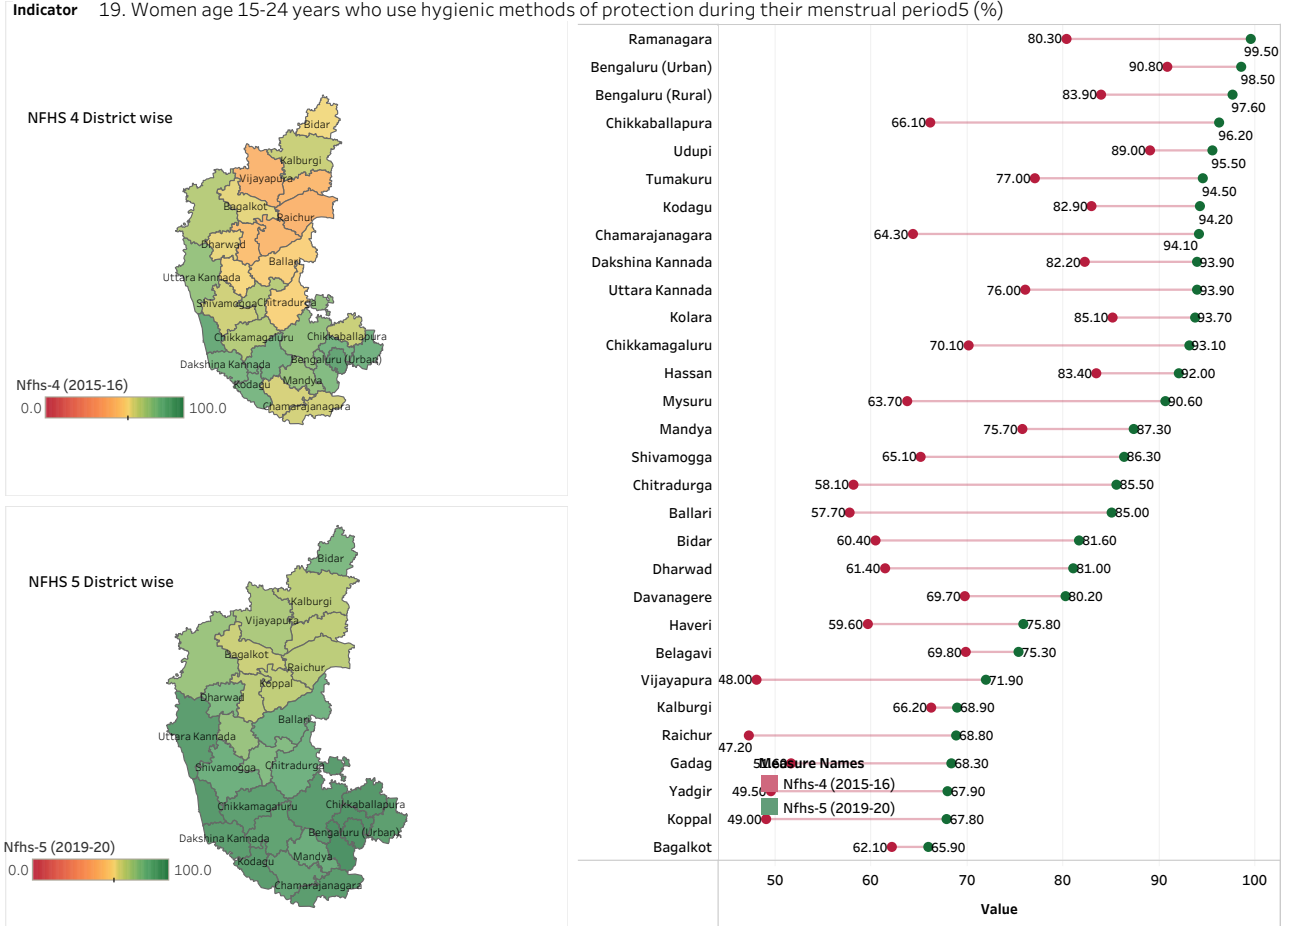 Indicator 19. Women age 15-24 years who use hygienic methods of protection during their menstrual period5 (%)
NFHS 4 District wise
Bidar
Kalburgi
Vijayapura
Bagalkot
Raichur
Dharwad
Ballari
Uttara Kannada
Shivamogga
Chitradurga
Chikkamagaluru
Chikkaballapura
Dakshina Kannada
Bengaluru (Urban)
Kodagu
Mandya
Chamarajanagara
Nfhs-4 (2015-16)
0.0 100.0
NFHS 5 District wise
Bidar
Kalburgi
Vijayapura
Bagalkot
Raichur
Koppal
Dharwad
Ballari
Uttara Kannada
Shivamogga
Chitradurga
Chikkamagaluru
Chikkaballapura
Dakshina Kannada
Bengaluru (Urban)
Mandya
Kodagu
Chamarajanagara
Nfhs-5 (2019-20)
0.0 100.0
Ramanagara 80.30 99.50
Bengaluru (Urban) 90.80 98.50
Bengaluru (Rural) 83.90 97.60
Chikkaballapura 66.10 96.20
Udupi 89.00 95.50
Tumakuru 77.00 94.50
Kodagu 82.90 94.20
Chamarajanagara 64.30 94.10
Dakshina Kannada 82.20 93.90
Uttara Kannada 76.00 93.90
Kolara 85.10 93.70
Chikkamagaluru 70.10 93.10
Hassan 83.40 92.00
Mysuru 63.70 90.60
Mandya 75.70 87.30
Shivamogga 65.10 86.30
Chitradurga 58.10 85.50
Ballari 57.70 85.00
Bidar 60.40 81.60
Dharwad 61.40 81.00
Davanagere 69.70 80.20
Haveri 59.60 75.80
Belagavi 69.80 75.30
Vijayapura 48.00 71.90
Kalburgi 66.20 68.90
Raichur 47.20 68.80
Gadag 68.30
Yadgir 49.50 67.90
Koppal 49.00 67.80
Bagalkot 62.10 65.90
Measure Names
Nfhs-4 (2015-16)
Nfhs-5 (2019-20)
50 60 70 80 90 100
Value